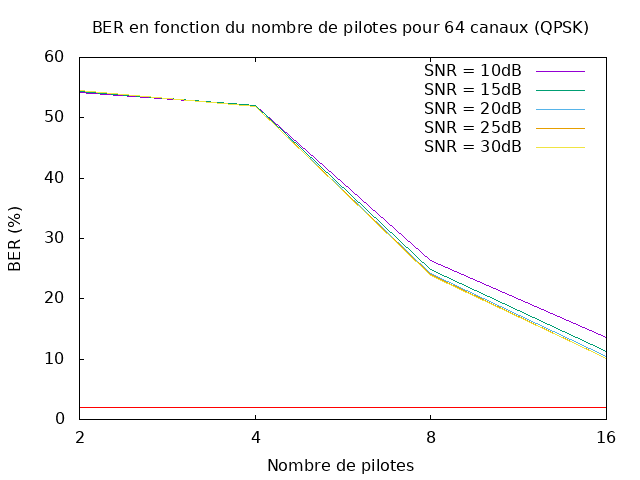 BER en fonction du nombre de pilotes pour 64 canaux (QPSK)
60
50
40
30
20
10
0
BER (%)
SNR = 10dB
SNR = 15dB
SNR = 20dB
SNR = 25dB
SNR = 30dB
2
4
8
16
Nombre de pilotes